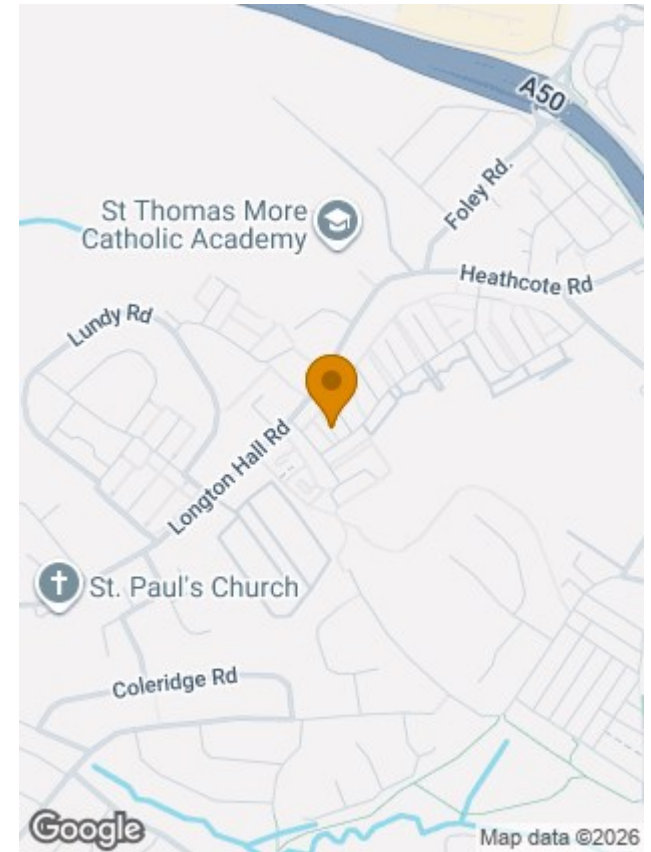 A50
Foley Rd.
St Thomas More
Catholic Academy
Heathcote Rd
Lundy Rd
Longton Hall Rd
St. Paul's Church
Coleridge Rd
Google
Map data ©2026